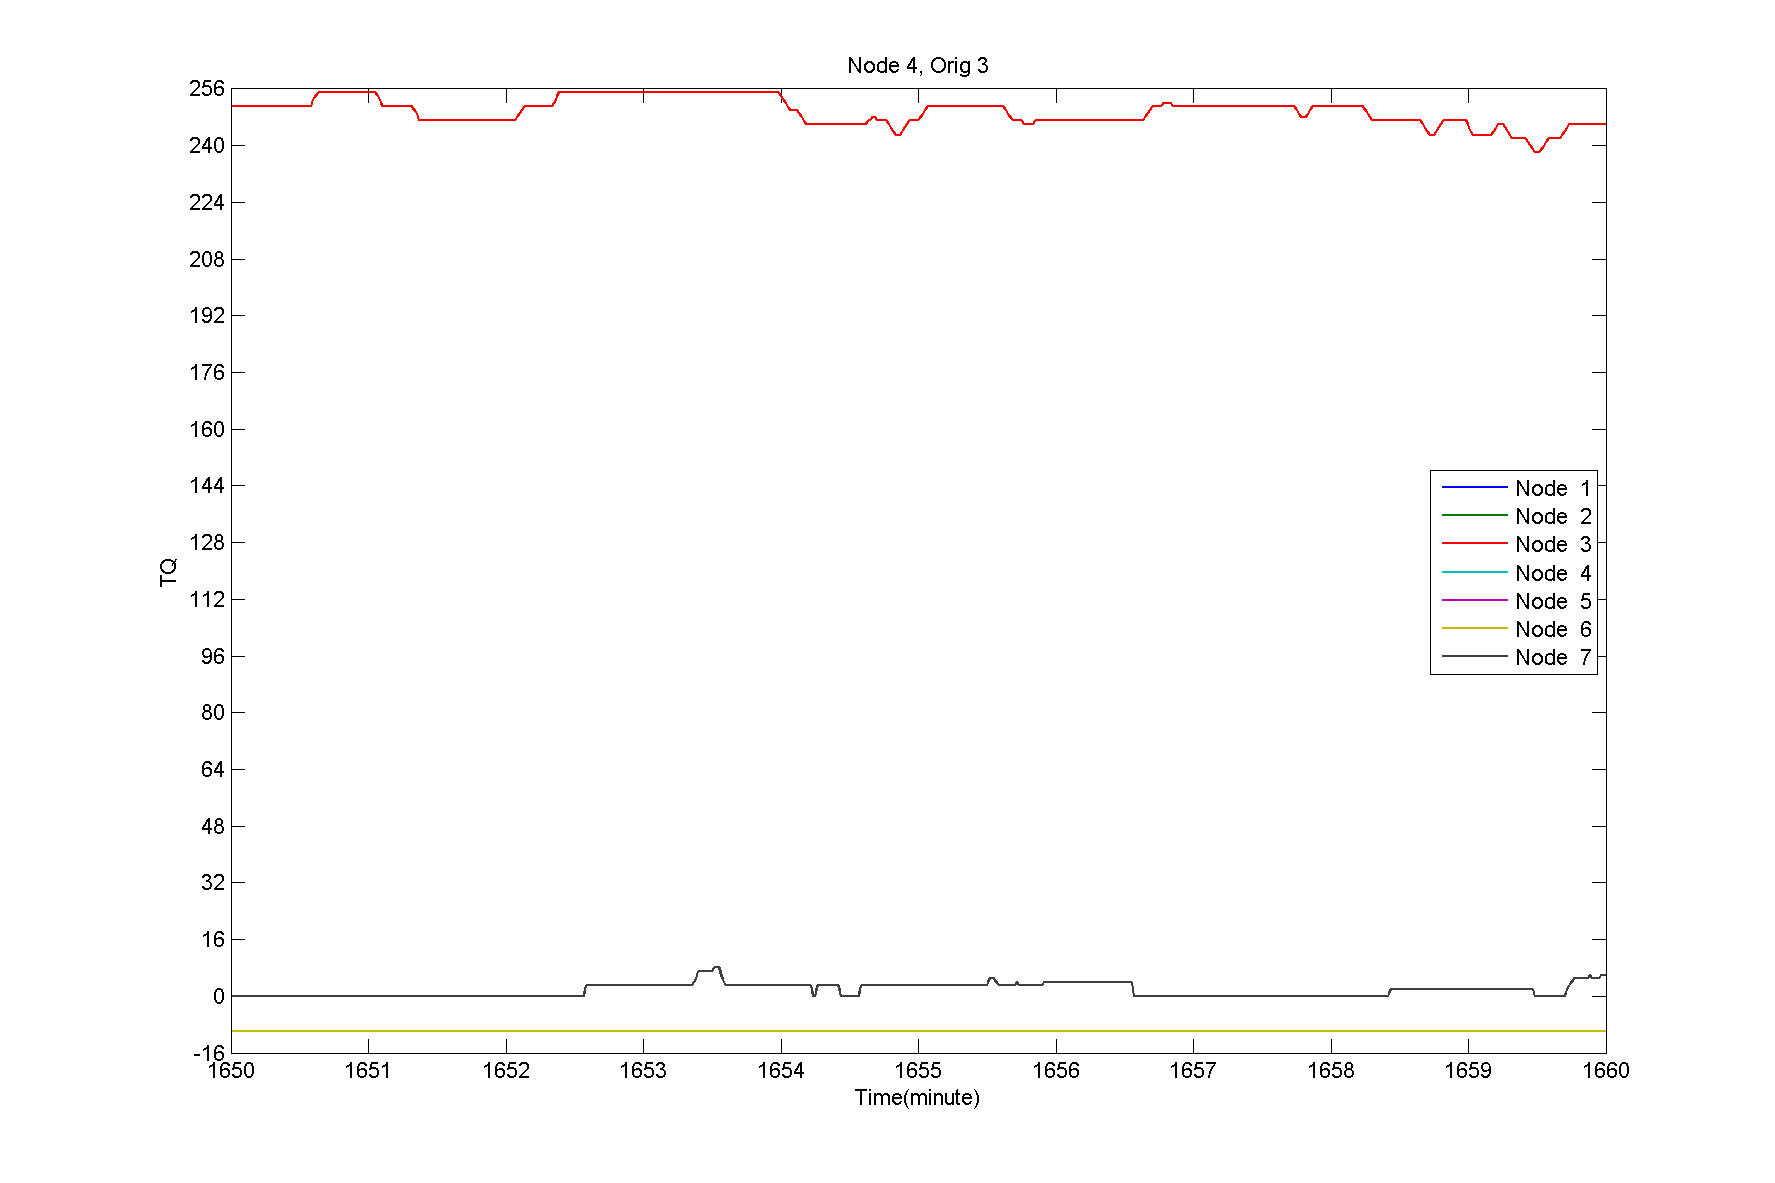 Node 4, Orig 3
256
240
224
208
192
176
160
144
128
112
96
80
64
48
32
16
0
-16
TQ
Node 1
Node 2
Node 3
Node 4
Node 5
Node 6
Node 7
1650 1651 1652 1653 1654 1655 1656 1657 1658 1659 1660
Time(minute)